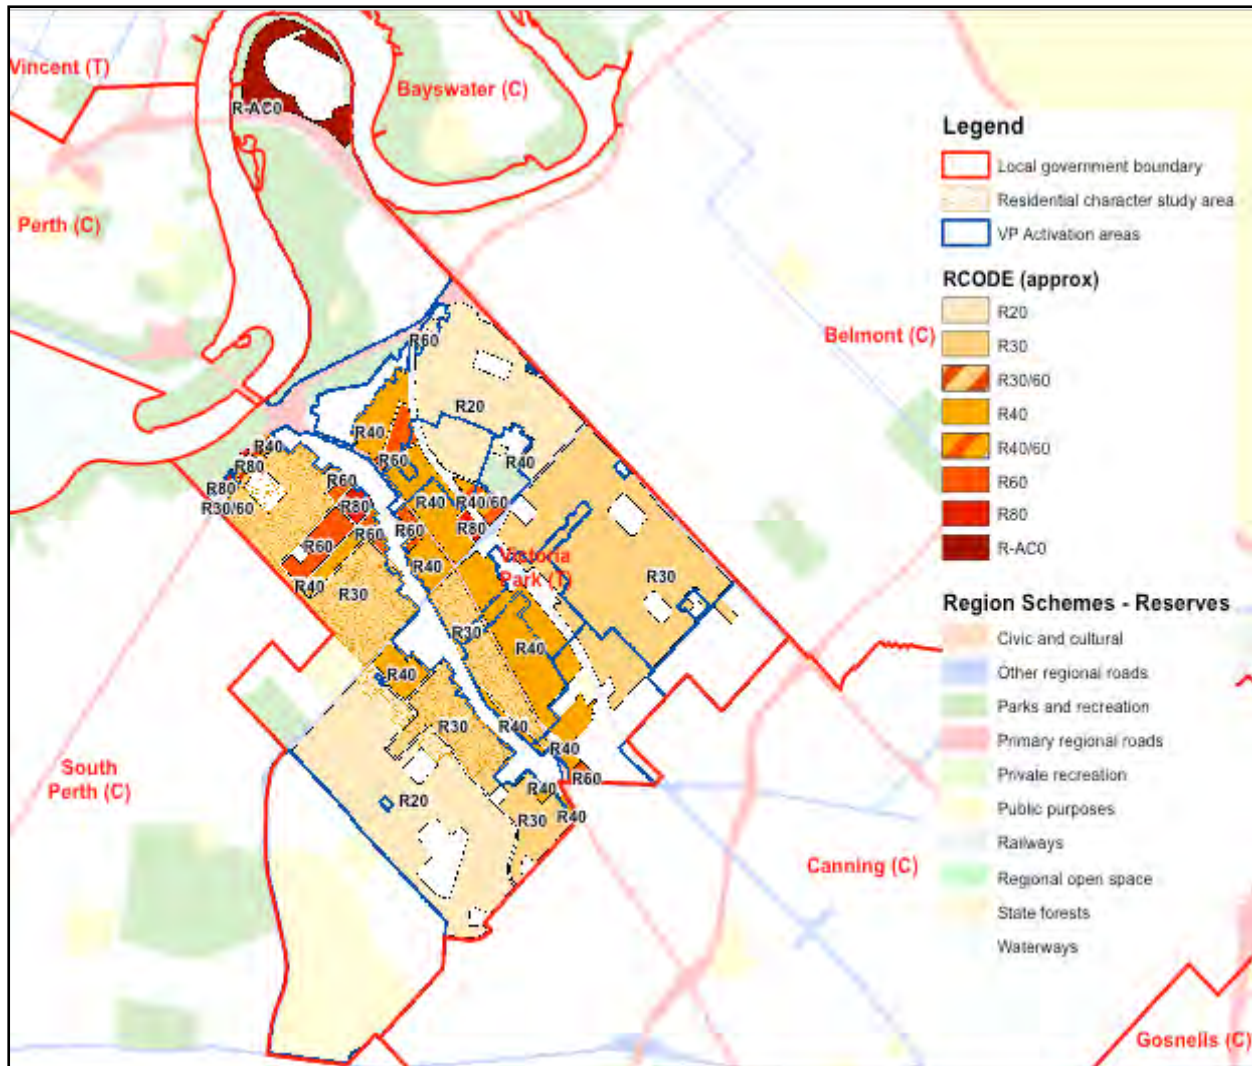 Vincent (T)
Bayswater (C)
R-AC0
Perth (C)
Belmont (C)
R60
R20
R40
R60
R40
R40
R80
R80
R30/60
R60
R80
R60
R60
R40
R40/60
R60
R80
R40
R40
R30
Victoria
Park (T)
R30
R30
R40
R40
R30
R40
R40
R60
R20
R40
R30
R40
South
Perth (C)
Canning (C)
Gosnells (C)
Legend
Local government boundary
Residential character study area
VP Activation areas
RCODE (approx)
R20
R30
R30/60
R40
R40/60
R60
R80
R-AC0
Region Schemes - Reserves
Civic and cultural
Other regional roads
Parks and recreation
Primary regional roads
Private recreation
Public purposes
Railways
Regional open space
State forests
Waterways